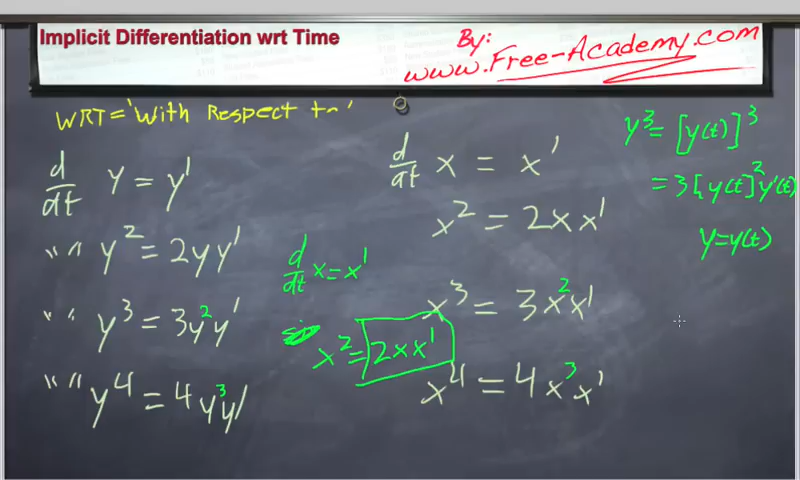 Implicit Differentiation wrt Time
By:
www.Free-Academy.com
WRT='With Respect to'
d/dt y = y'
"" y² = 2yy'
"" y³ = 3y²y'
"" y⁴ = 4y³y'
d/dt x = x'
x² = 2xx'
d/dt x = x'
x³ = 3x²x'
x² = 2xx'
x⁴ = 4x³x'
y³ = [y(t)]³
= 3[y(t)]²y'(t)
y=y(t)